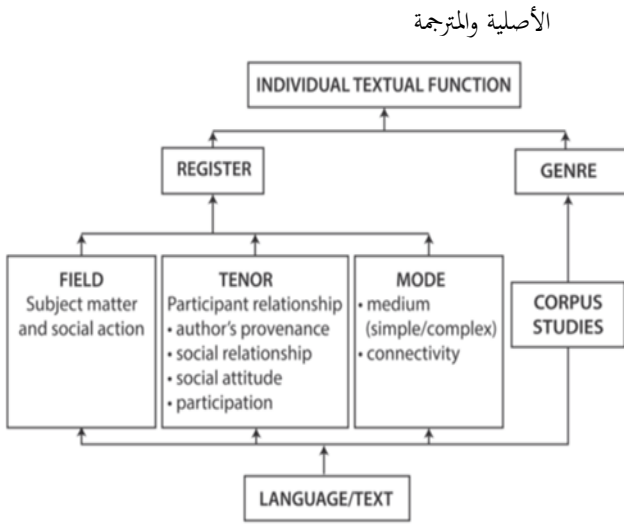 الأصلية والمترجمة
INDIVIDUAL TEXTUAL FUNCTION
REGISTER
GENRE
FIELD
Subject matter
and social action
TENOR
Participant relationship
• author's provenance
• social relationship
• social attitude
• participation
MODE
• medium
(simple/complex)
• connectivity
CORPUS
STUDIES
LANGUAGE/TEXT